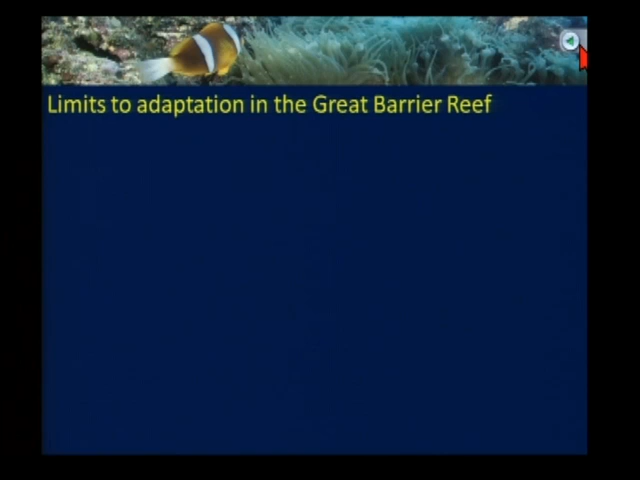 Limits to adaptation in the Great Barrier Reef